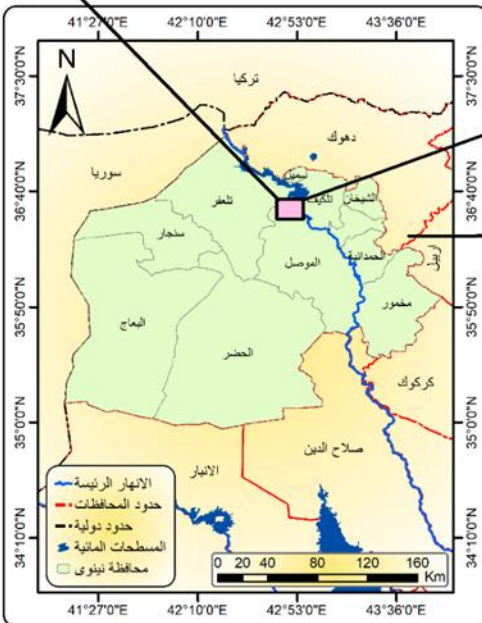 41°27'0"E 42°10'0"E 42°53'0"E 43°36'0"E
37°30'0"N
36°40'0"N
35°50'0"N
35°0'0"N
34°10'0"N
N
تركيا
دهوك
سوريا
سميل
تلعفر
تلكيف
الشيخان
سنجار
الموصل
الحمدانية
اربيل
البعاج
مخمور
الحضر
كركوك
صلاح الدين
الانبار
الانهار الرئيسة
حدود المحافظات
حدود دولية
المسطحات المائية
محافظة نينوى
0 20 40 80 120 160
Km
37°30'0"N
36°40'0"N
35°50'0"N
35°0'0"N
34°10'0"N
41°27'0"E 42°10'0"E 42°53'0"E 43°36'0"E